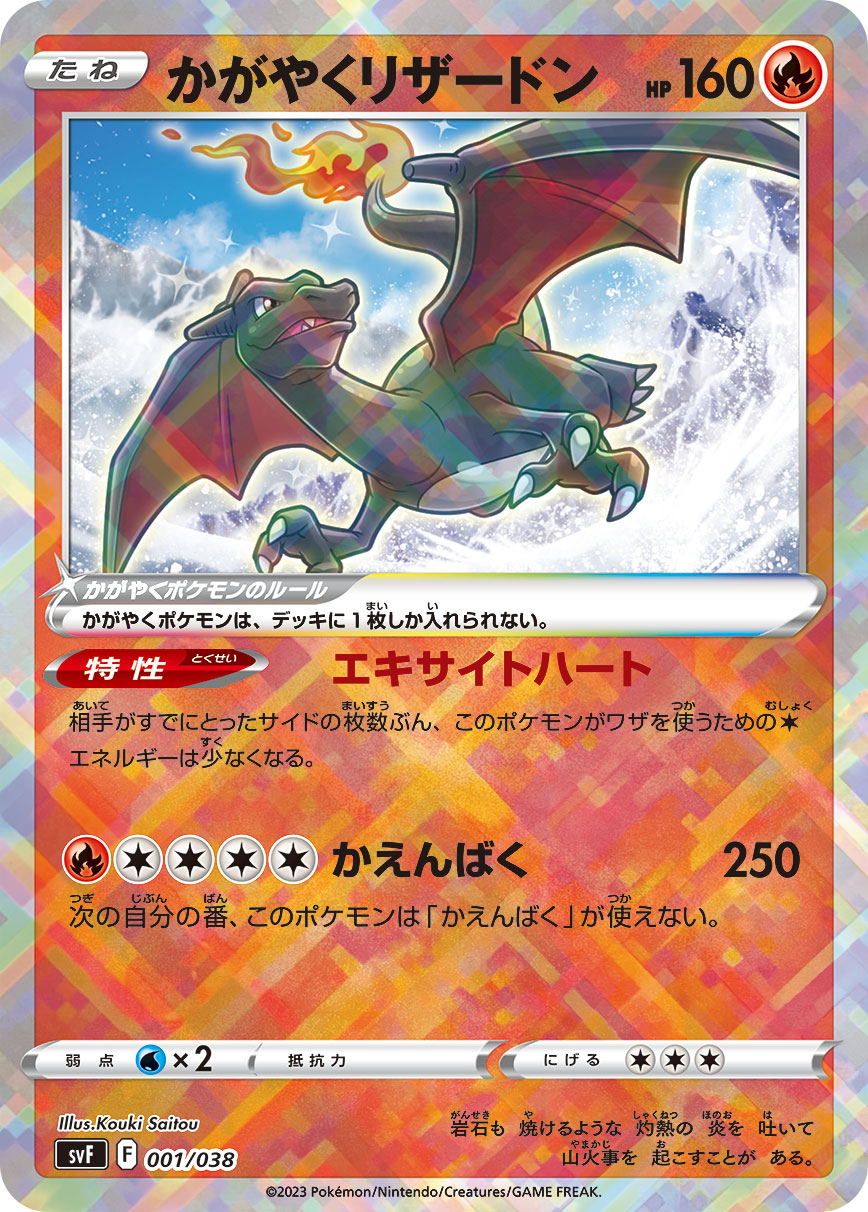 たね かがやくリザードン HP 160
かがやくポケモンのルール
かがやくポケモンは、デッキに1枚しか入れられない。
特性 とくせい エキサイトハート
相手がすでにとったサイドの枚数ぶん、このポケモンがワザを使うための
エネルギーは少なくなる。
かえんばく 250
次の自分の番、このポケモンは「かえんばく」が使えない。
弱点 ×2 抵抗力 にげる
Illus.Kouki Saitou
svF F 001/038
岩石も 焼けるような 灼熱の 炎を 吐いて
山火事を 起こすことが ある。
©2023 Pokémon/Nintendo/Creatures/GAME FREAK.